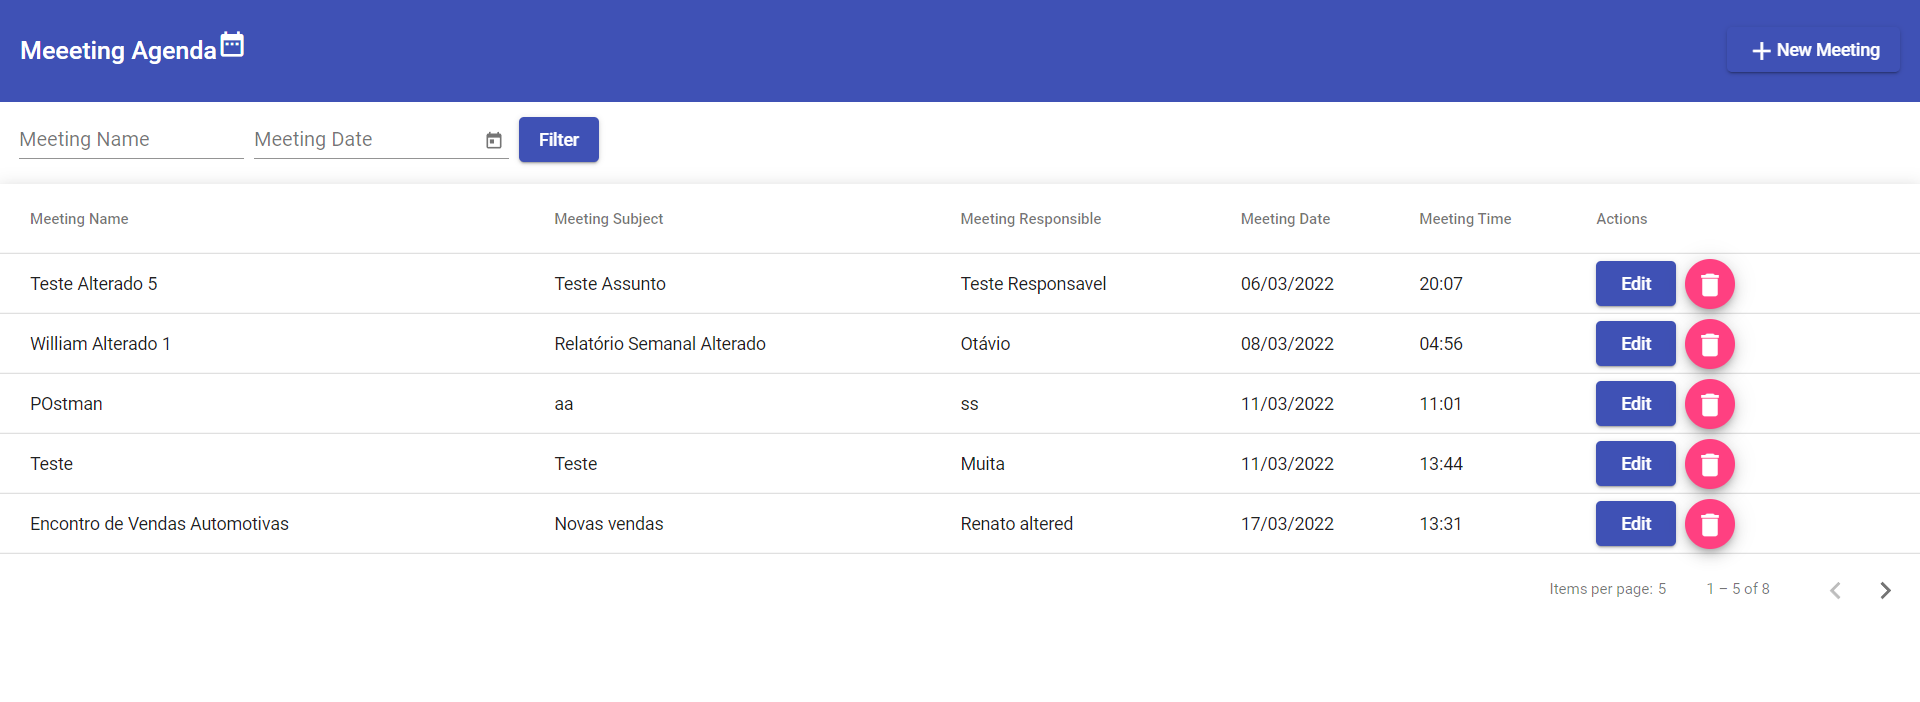 Meeeting Agenda
New Meeting
Meeting Name Meeting Date Filter
Meeting Name Meeting Subject Meeting Responsible Meeting Date Meeting Time Actions
Teste Alterado 5 Teste Assunto Teste Responsavel 06/03/2022 20:07 Edit
William Alterado 1 Relatório Semanal Alterado Otávio 08/03/2022 04:56 Edit
POstman aa ss 11/03/2022 11:01 Edit
Teste Teste Muita 11/03/2022 13:44 Edit
Encontro de Vendas Automotivas Novas vendas Renato altered 17/03/2022 13:31 Edit
Items per page: 5 1 – 5 of 8